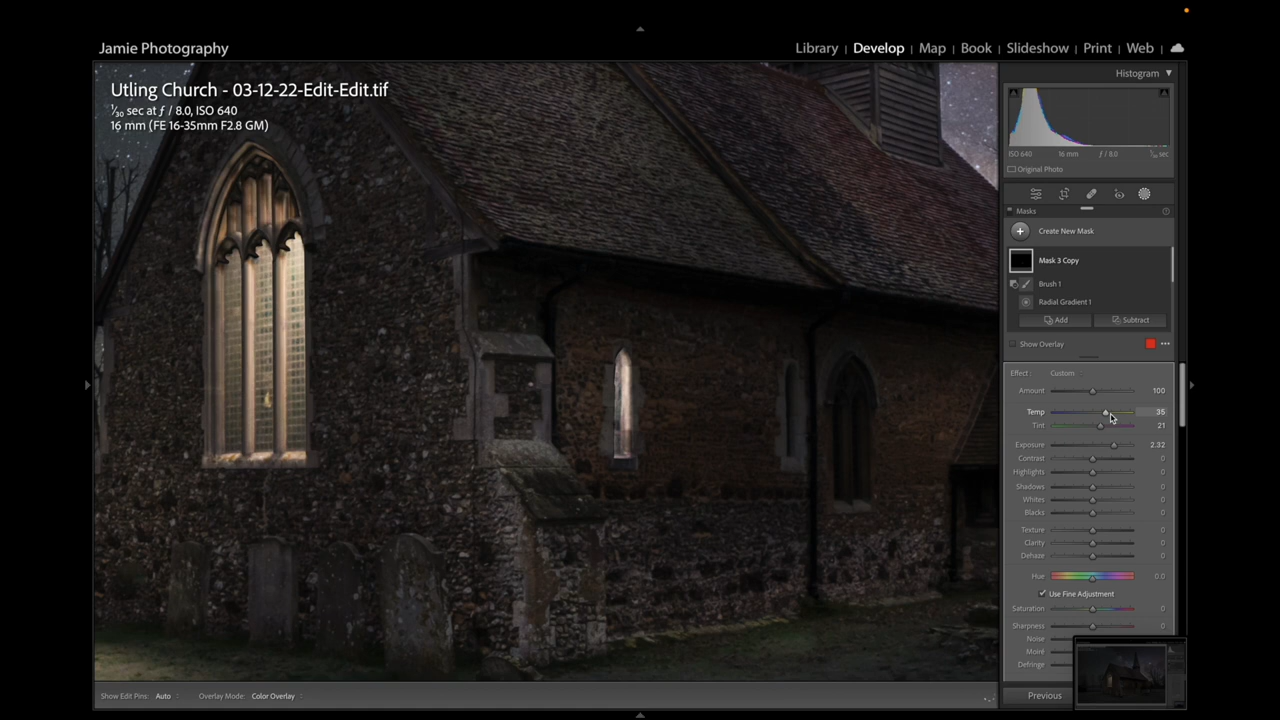 Jamie Photography
Library | Develop | Map | Book | Slideshow | Print | Web |
Utling Church - 03-12-22-Edit-Edit.tif
1/30 sec at ƒ / 8.0, ISO 640
16 mm (FE 16-35mm F2.8 GM)
Histogram
ISO 640 16 mm ƒ / 8.0 1/30 sec
Original Photo
Masks
Create New Mask
Mask 3 Copy
Brush 1
Radial Gradient 1
Add Subtract
Show Overlay
Effect : Custom
Amount 100
Temp 35
Tint 21
Exposure 2.32
Contrast 0
Highlights 0
Shadows 0
Whites 0
Blacks 0
Texture 0
Clarity 0
Dehaze 0
Hue 0.0
Use Fine Adjustment
Saturation 0
Sharpness 0
Noise
Moiré
Defringe
Show Edit Pins: Auto Overlay Mode: Color Overlay
Previous